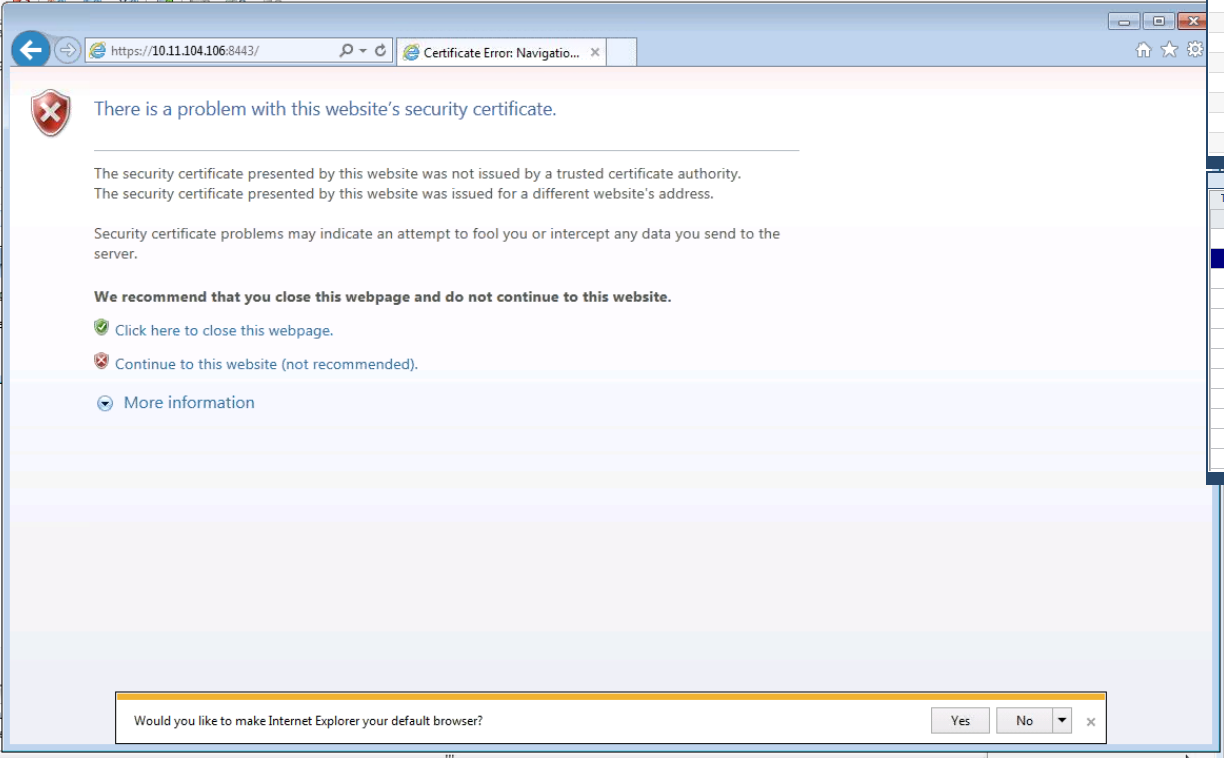 https://10.11.104.106:8443/
Certificate Error: Navigatio...
There is a problem with this website's security certificate.
The security certificate presented by this website was not issued by a trusted certificate authority.
The security certificate presented by this website was issued for a different website's address.
Security certificate problems may indicate an attempt to fool you or intercept any data you send to the
server.
We recommend that you close this webpage and do not continue to this website.
Click here to close this webpage.
Continue to this website (not recommended).
More information
Would you like to make Internet Explorer your default browser?
Yes
No